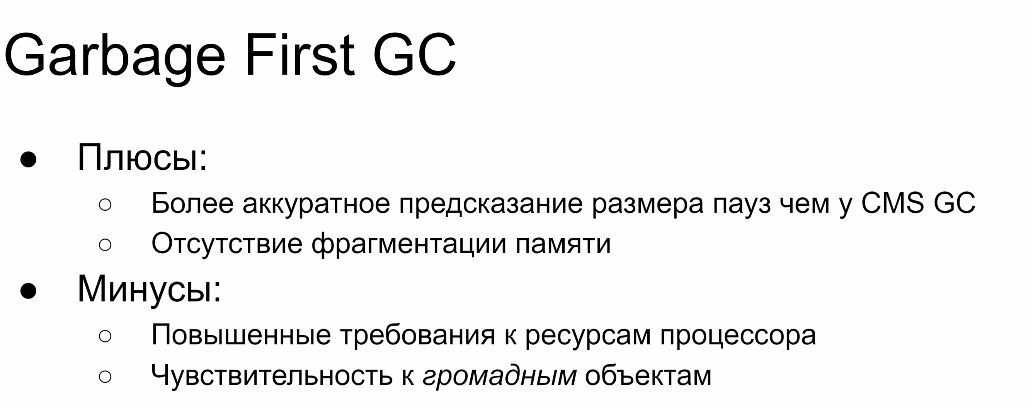 Garbage First GC
● Плюсы:
○ Более аккуратное предсказание размера пауз чем у CMS GC
○ Отсутствие фрагментации памяти
● Минусы:
○ Повышенные требования к ресурсам процессора
○ Чувствительность к громадным объектам